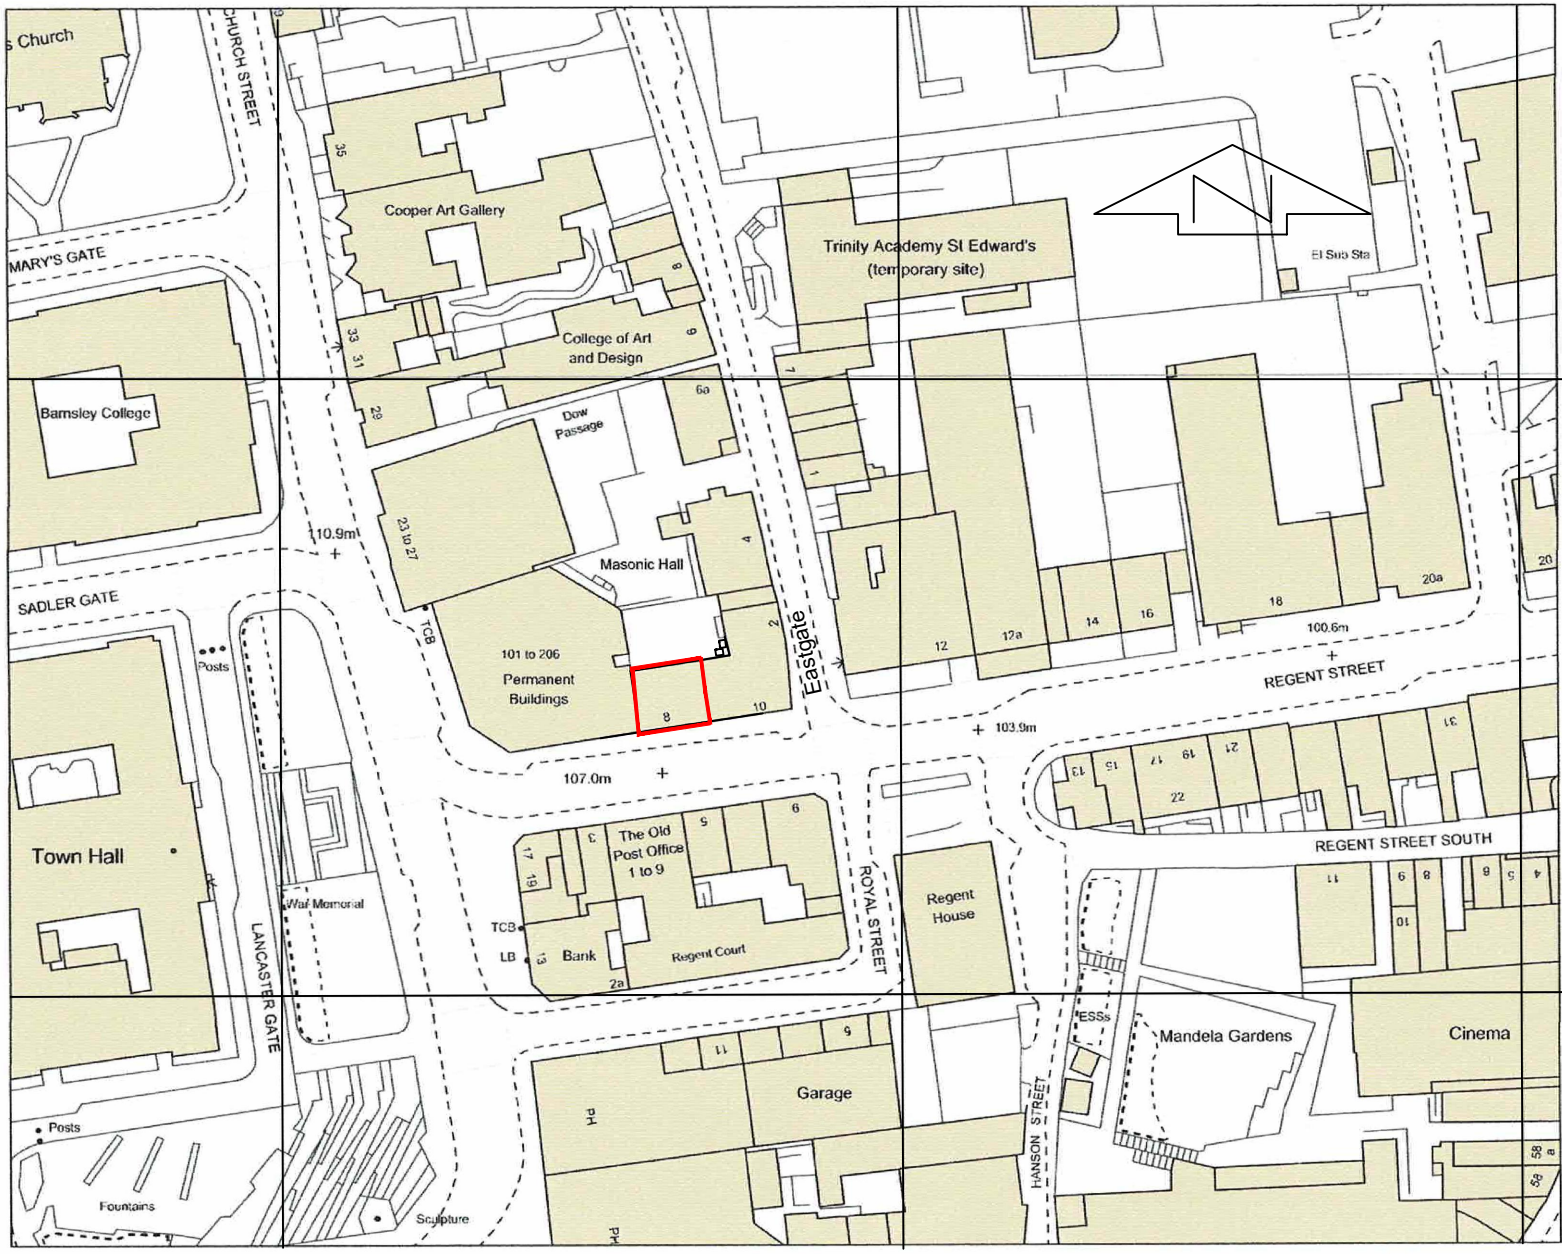 s Church
CHURCH STREET
9
35
Cooper Art Gallery
8
9
33
31
College of Art
and Design
29
6a
Dow
Passage
MARY'S GATE
Barnsley College
Trinity Academy St Edward's
(temporary site)
N
El Sub Sta
7
1
110.9m
23 to 27
Masonic Hall
4
2
Eastgate
SADLER GATE
TCB
Posts
101 to 206
Permanent
Buildings
8
10
12
12a
14
16
18
20a
20
100.6m
REGENT STREET
103.9m
107.0m
13
15
17
19
21
31
22
REGENT STREET SOUTH
Town Hall
War Memorial
LANCASTER GATE
17
19
3
The Old
Post Office
1 to 9
5
9
ROYAL STREET
Regent
House
TCB
LB
13
Bank
2a
Regent Court
11
9
8
10
6
5
4
ESSs
Mandela Gardens
Cinema
11
5
Garage
PH
PH
HANSON STREET
Posts
Fountains
Sculpture
58
a
58